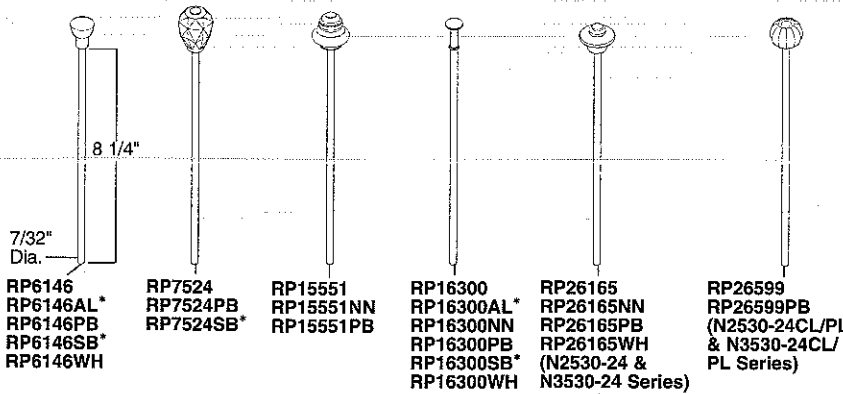 8 1/4"
7/32"
Dia.
RP6146
RP6146AL*
RP6146PB
RP6146SB*
RP6146WH
RP7524
RP7524PB
RP7524SB*
RP15551
RP15551NN
RP15551PB
RP16300
RP16300AL*
RP16300NN
RP16300PB
RP16300SB*
RP16300WH
RP26165
RP26165NN
RP26165PB
RP26165WH
(N2530-24 &
N3530-24 Series)
RP26599
RP26599PB
(N2530-24CL/PL
& N3530-24CL/
PL Series)